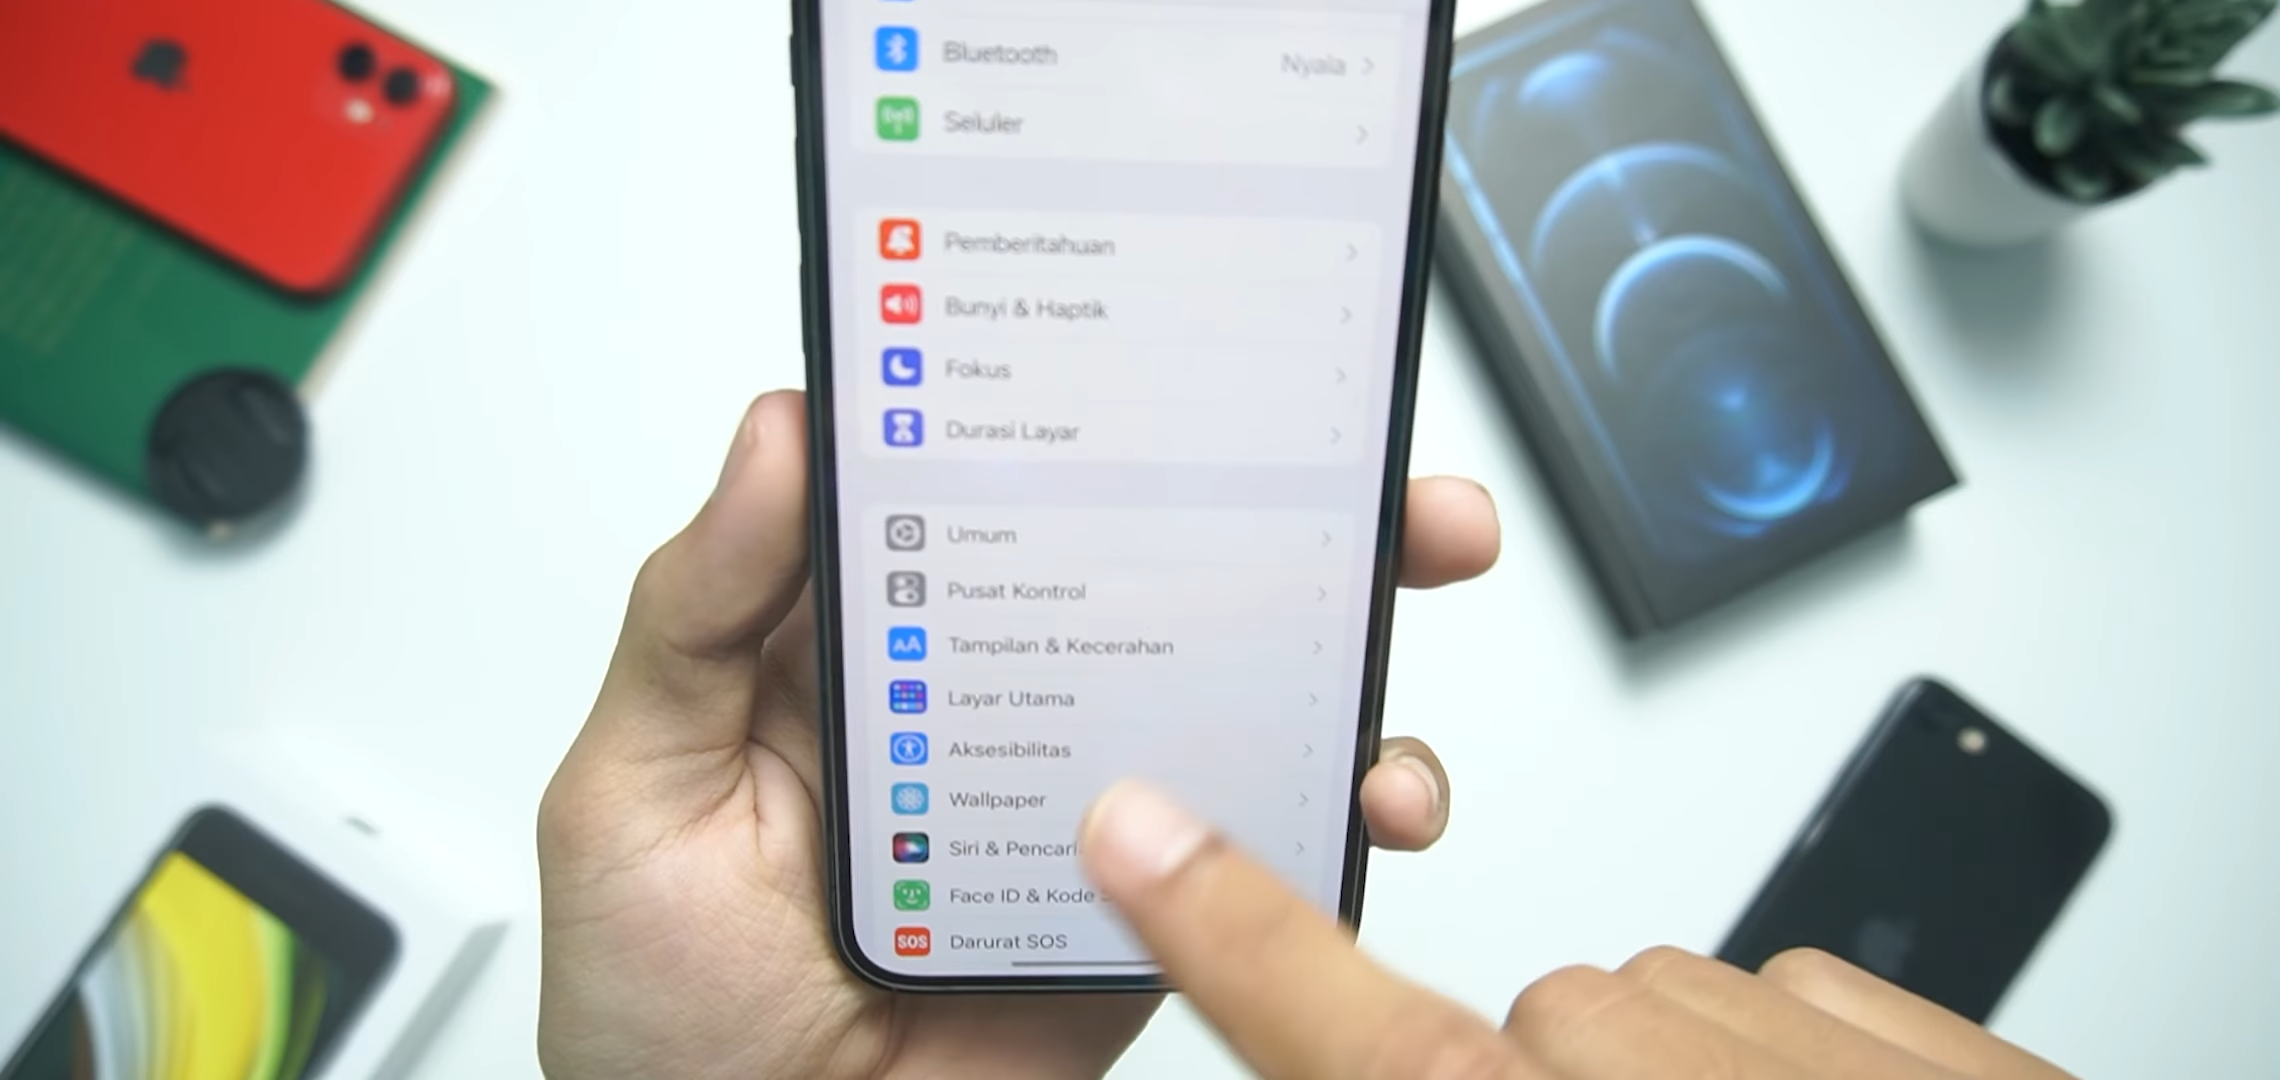 Bluetooth Nyala
Seluler
Pemberitahuan
Bunyi & Haptik
Fokus
Durasi Layar
Umum
Pusat Kontrol
AA Tampilan & Kecerahan
Layar Utama
Aksesibilitas
Wallpaper
Siri & Pencari
Face ID & Kode
SOS Darurat SOS